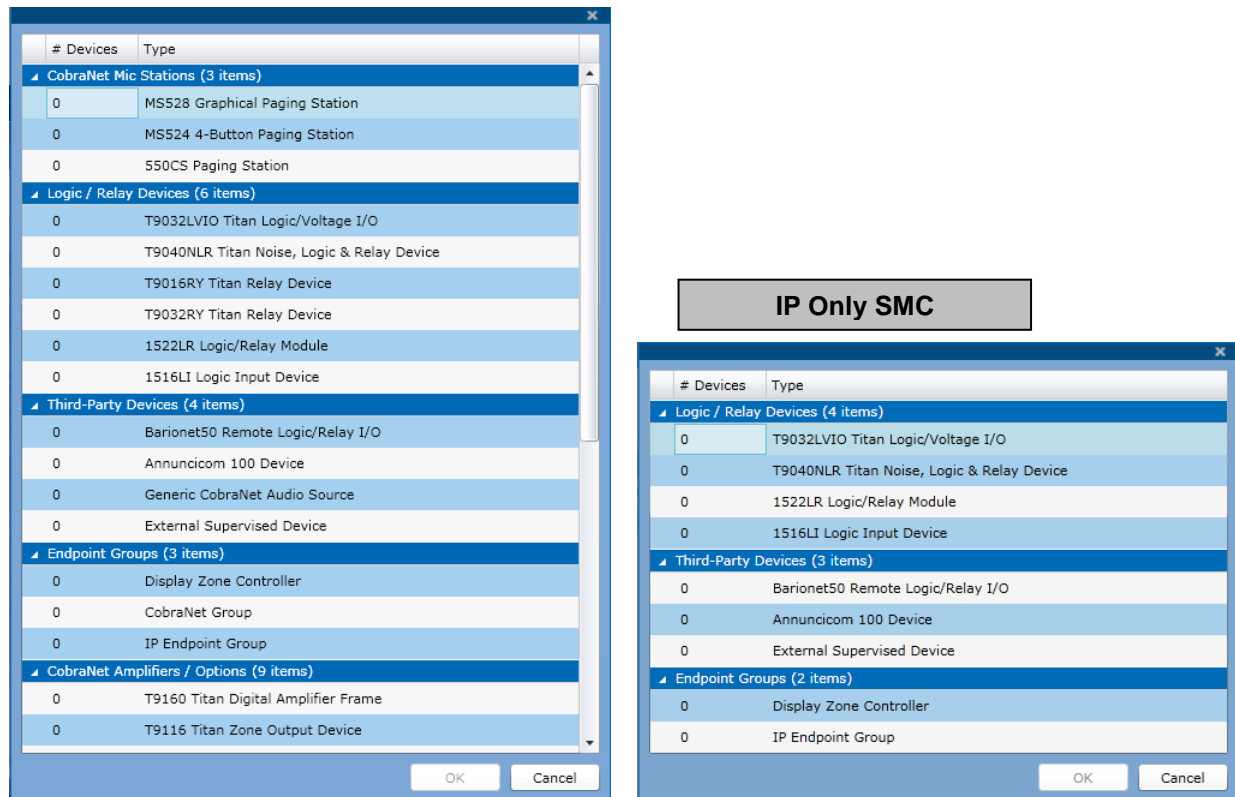 # Devices Type
CobraNet Mic Stations (3 items)
0 MS528 Graphical Paging Station
0 MS524 4-Button Paging Station
0 550CS Paging Station
Logic / Relay Devices (6 items)
0 T9032LVIO Titan Logic/Voltage I/O
0 T9040NLR Titan Noise, Logic & Relay Device
0 T9016RY Titan Relay Device
0 T9032RY Titan Relay Device
0 1522LR Logic/Relay Module
0 1516LI Logic Input Device
Third-Party Devices (4 items)
0 Barionet50 Remote Logic/Relay I/O
0 Annuncicom 100 Device
0 Generic CobraNet Audio Source
0 External Supervised Device
Endpoint Groups (3 items)
0 Display Zone Controller
0 CobraNet Group
0 IP Endpoint Group
CobraNet Amplifiers / Options (9 items)
0 T9160 Titan Digital Amplifier Frame
0 T9116 Titan Zone Output Device
OK Cancel
IP Only SMC
# Devices Type
Logic / Relay Devices (4 items)
0 T9032LVIO Titan Logic/Voltage I/O
0 T9040NLR Titan Noise, Logic & Relay Device
0 1522LR Logic/Relay Module
0 1516LI Logic Input Device
Third-Party Devices (3 items)
0 Barionet50 Remote Logic/Relay I/O
0 Annuncicom 100 Device
0 External Supervised Device
Endpoint Groups (2 items)
0 Display Zone Controller
0 IP Endpoint Group
OK Cancel